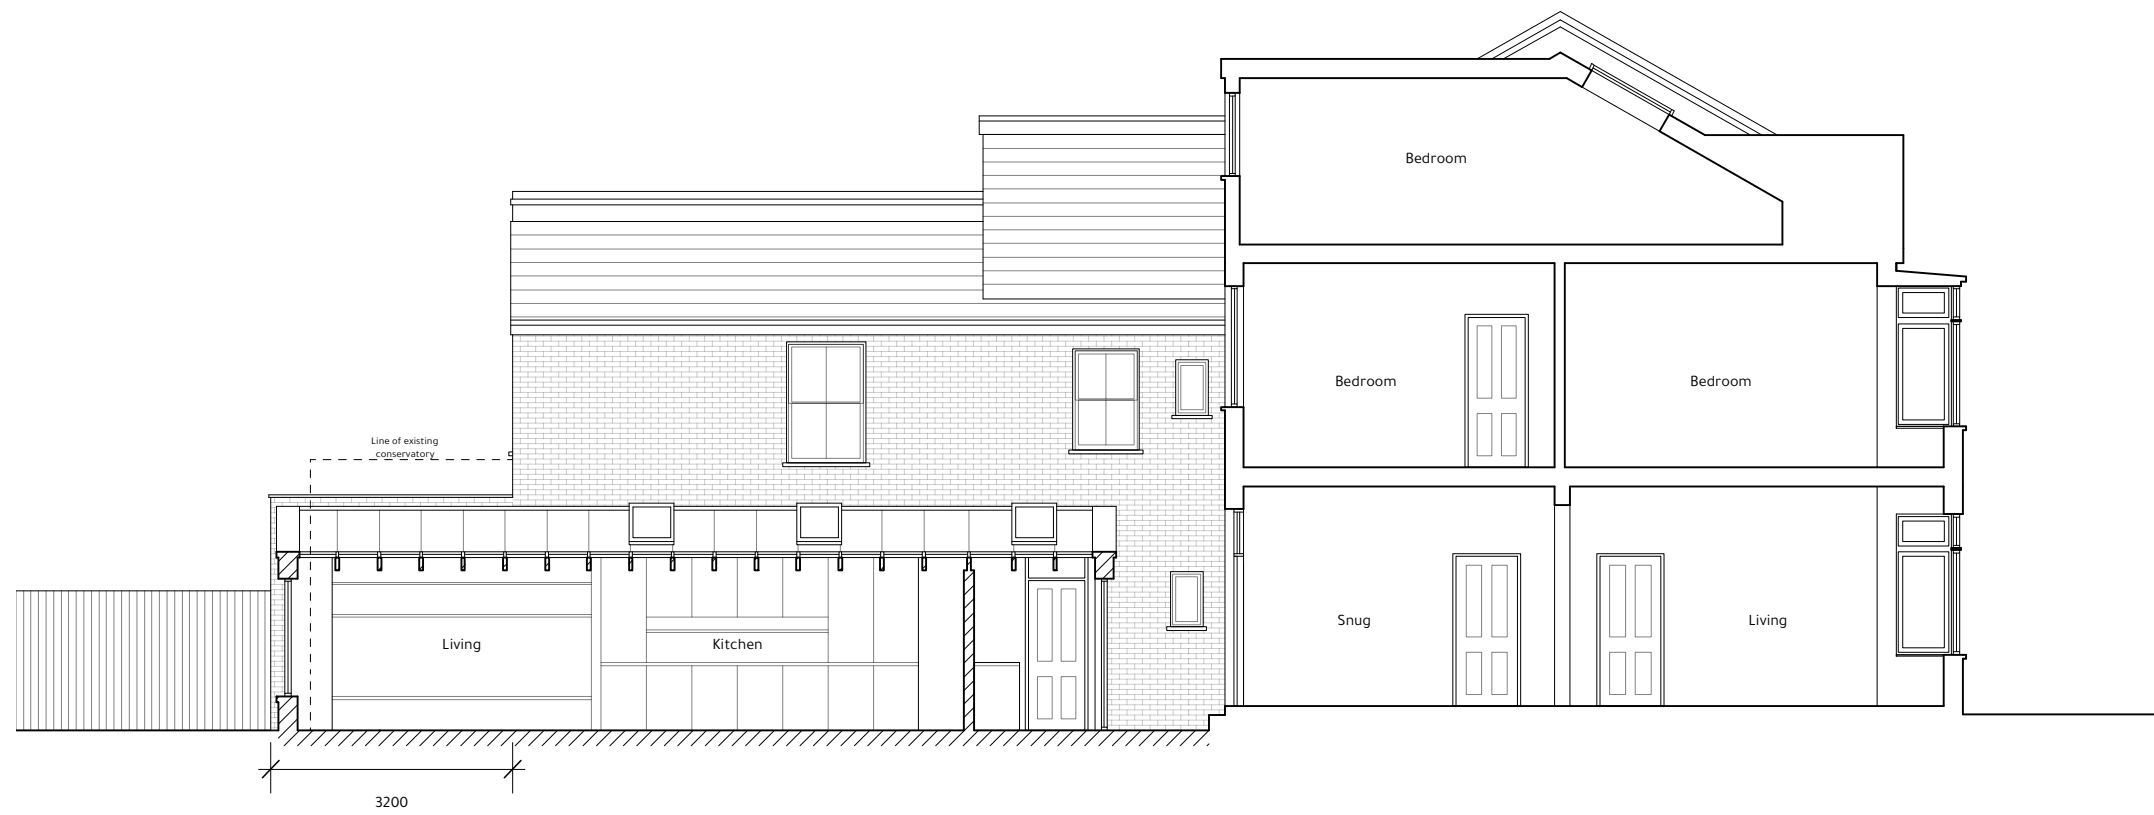 Bedroom
Bedroom
Bedroom
Line of existing
conservatory
Living
Kitchen
Snug
Living
3200